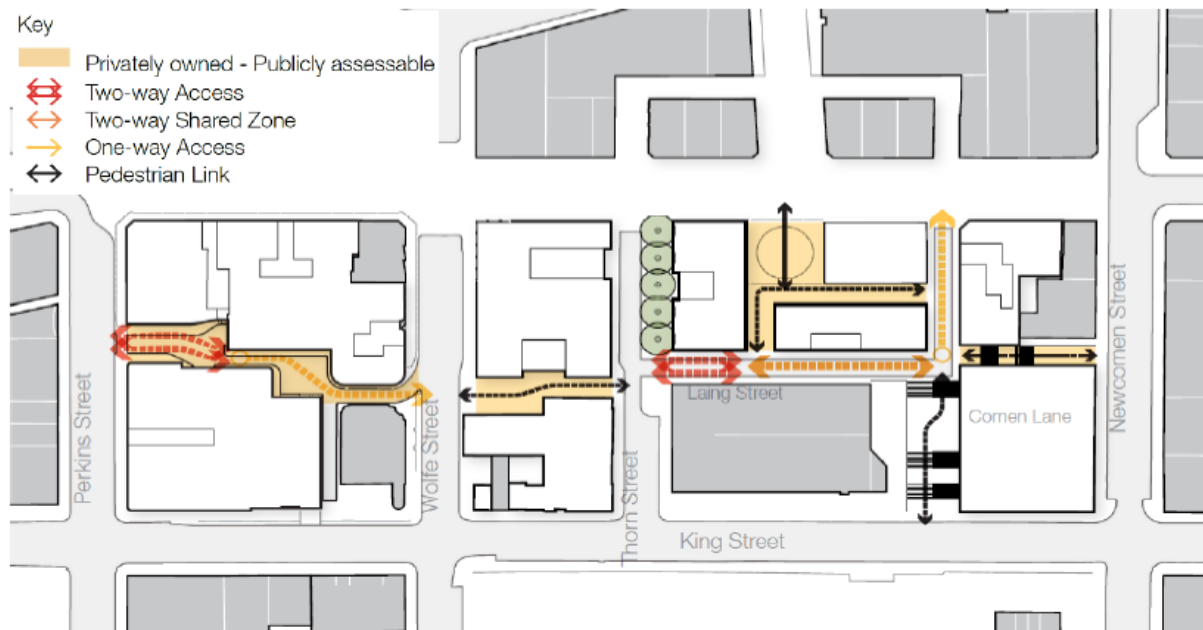 Key
Privately owned - Publicly assessable
Two-way Access
Two-way Shared Zone
One-way Access
Pedestrian Link
Perkins Street
Wolfe Street
Thorn Street
Laing Street
Comen Lane
Newcomen Street
King Street